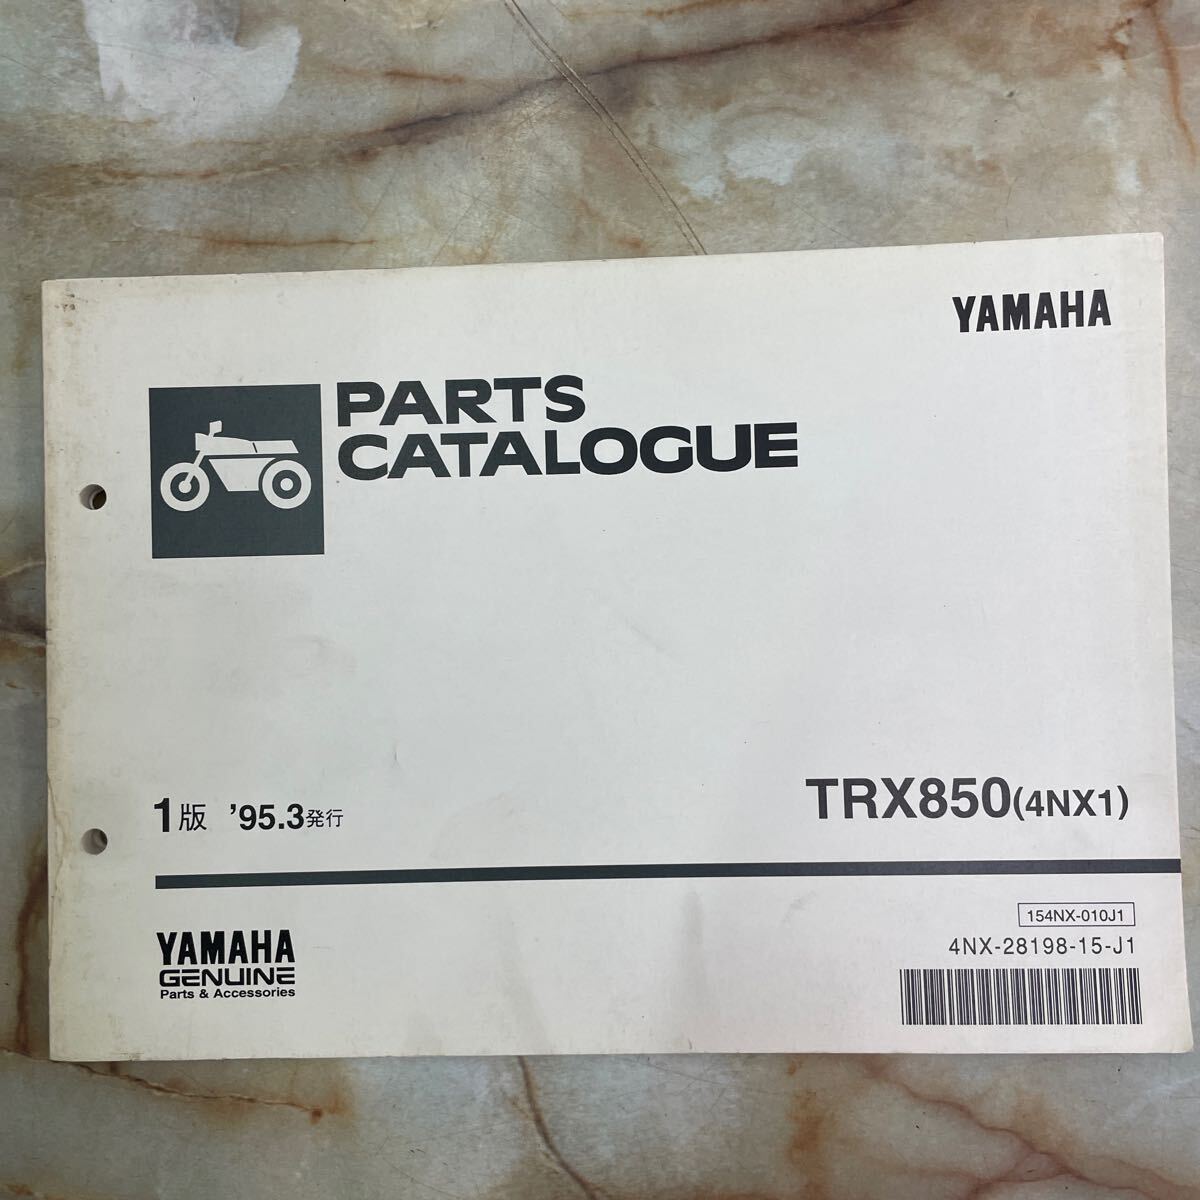 YAMAHA
PARTS
CATALOGUE
TRX850(4NX1)
1版 '95.3発行
154NX-010J1
4NX-28198-15-J1
YAMAHA
GENUINE
Parts & Accessories